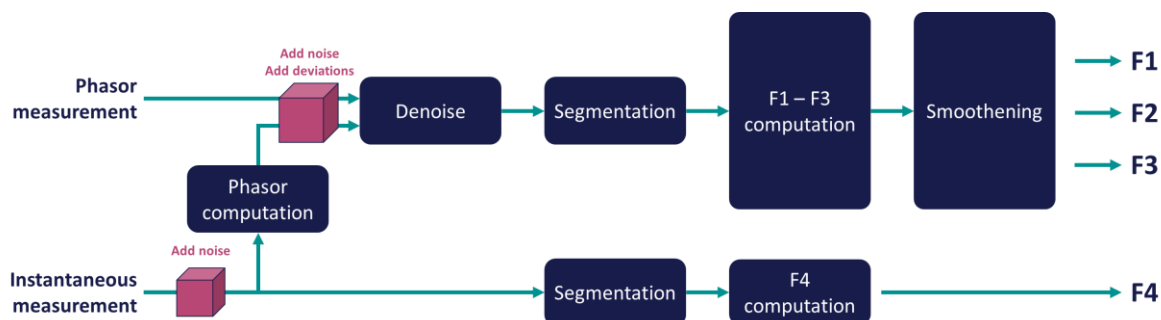 Add noise
Add deviations
Phasor
measurement
Denoise
Segmentation
F1 – F3
computation
Smoothening
F1
F2
F3
Phasor
computation
Add noise
Instantaneous
measurement
Segmentation
F4
computation
F4